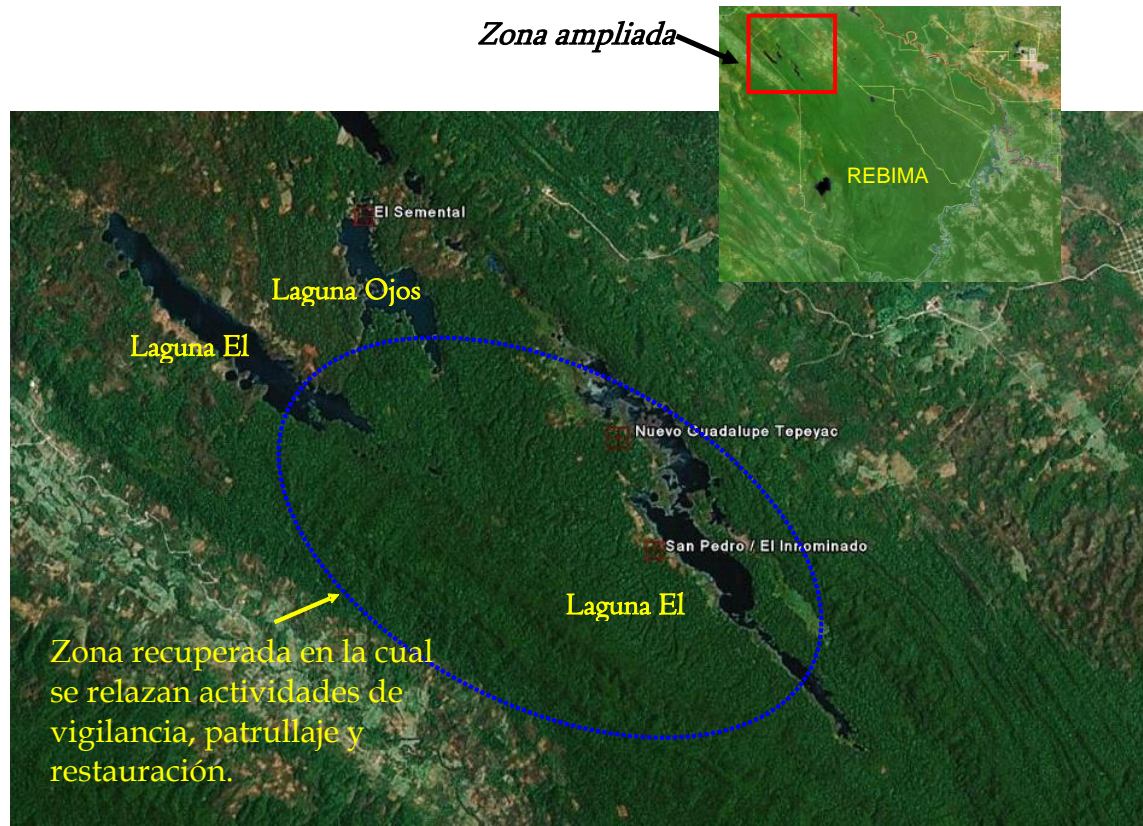 Zona ampliada
REBIMA
El Semental
Laguna Ojos
Laguna El
Nuevo Guadalupe Tepeyac
San Pedro / El Innominado
Laguna El
Zona recuperada en la cual
se relazan actividades de
vigilancia, patrullaje y
restauración.